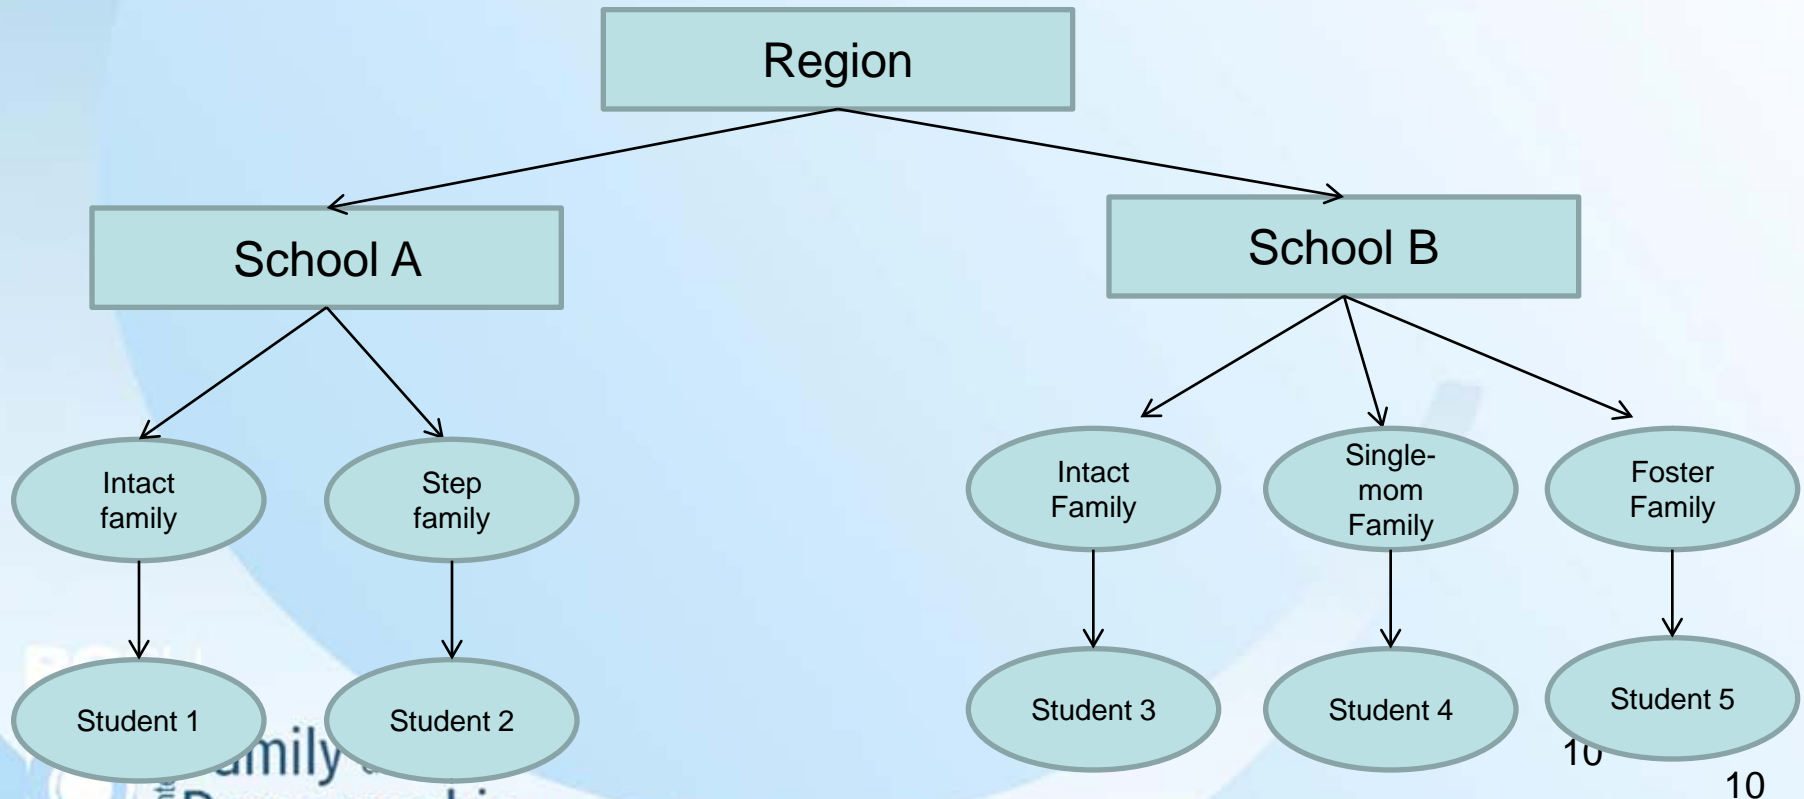 Region
School A
School B
Intact
family
Step
family
Intact
Family
Single-
mom
Family
Foster
Family
Student 1
Student 2
Student 3
Student 4
Student 5
10
10